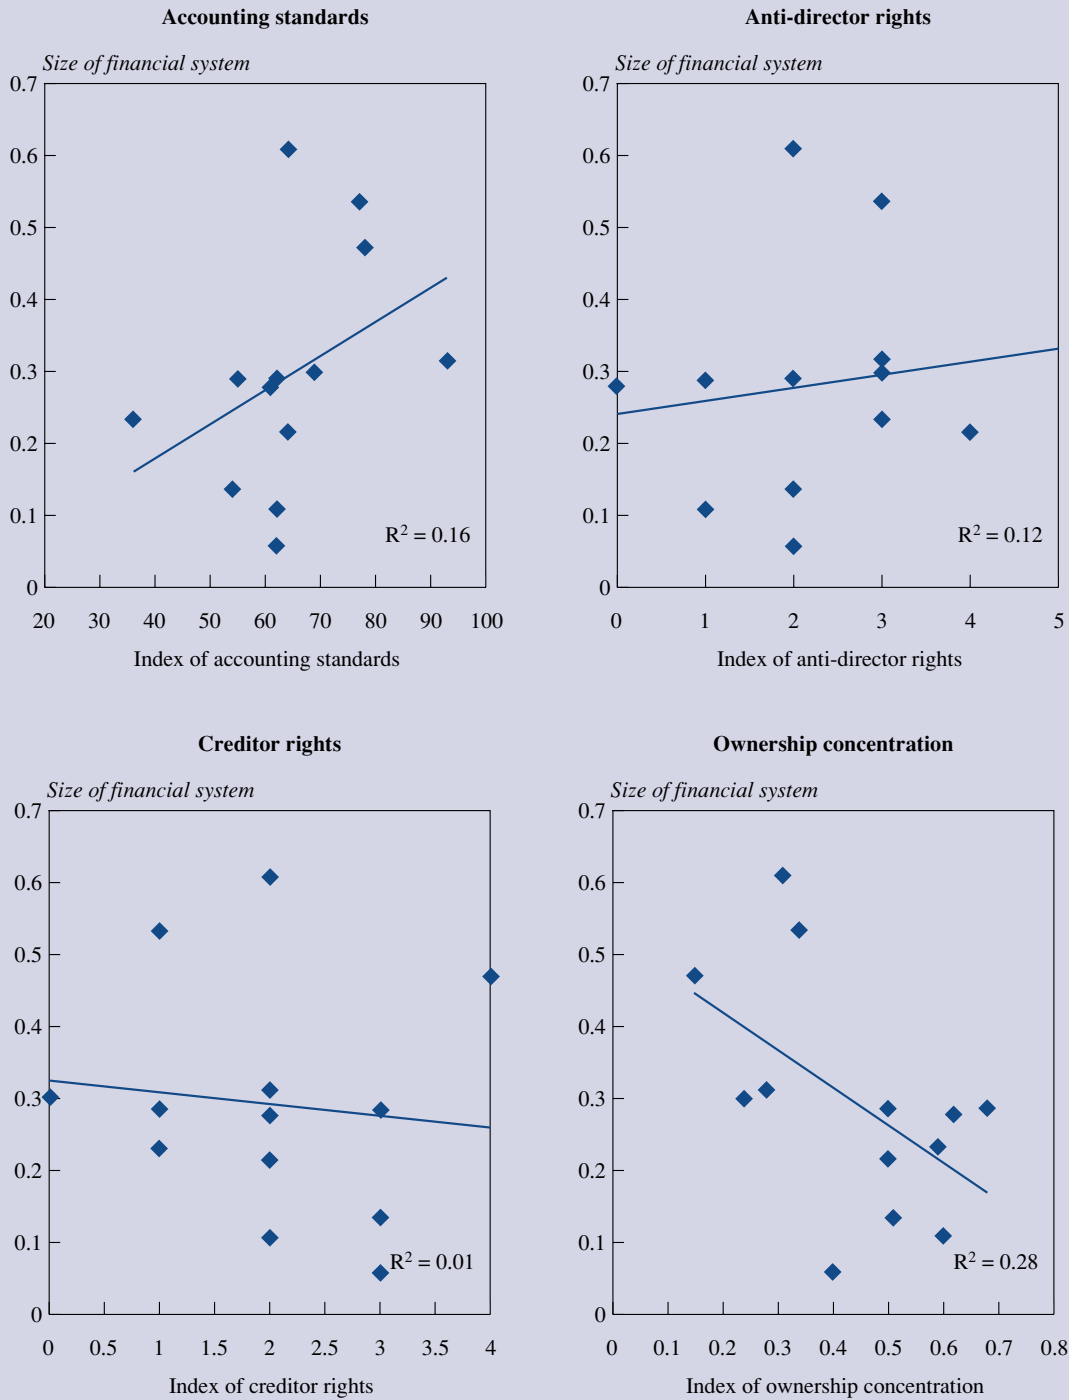 Accounting standards
Size of financial system
0.7
0.6
0.5
0.4
0.3
0.2
0.1
0
20 30 40 50 60 70 80 90 100
R² = 0.16
Index of accounting standards
Anti-director rights
Size of financial system
0.7
0.6
0.5
0.4
0.3
0.2
0.1
0
0 1 2 3 4 5
R² = 0.12
Index of anti-director rights
Creditor rights
Size of financial system
0.7
0.6
0.5
0.4
0.3
0.2
0.1
0
0 0.5 1 1.5 2 2.5 3 3.5 4
R² = 0.01
Index of creditor rights
Ownership concentration
Size of financial system
0.7
0.6
0.5
0.4
0.3
0.2
0.1
0
0 0.1 0.2 0.3 0.4 0.5 0.6 0.7 0.8
R² = 0.28
Index of ownership concentration